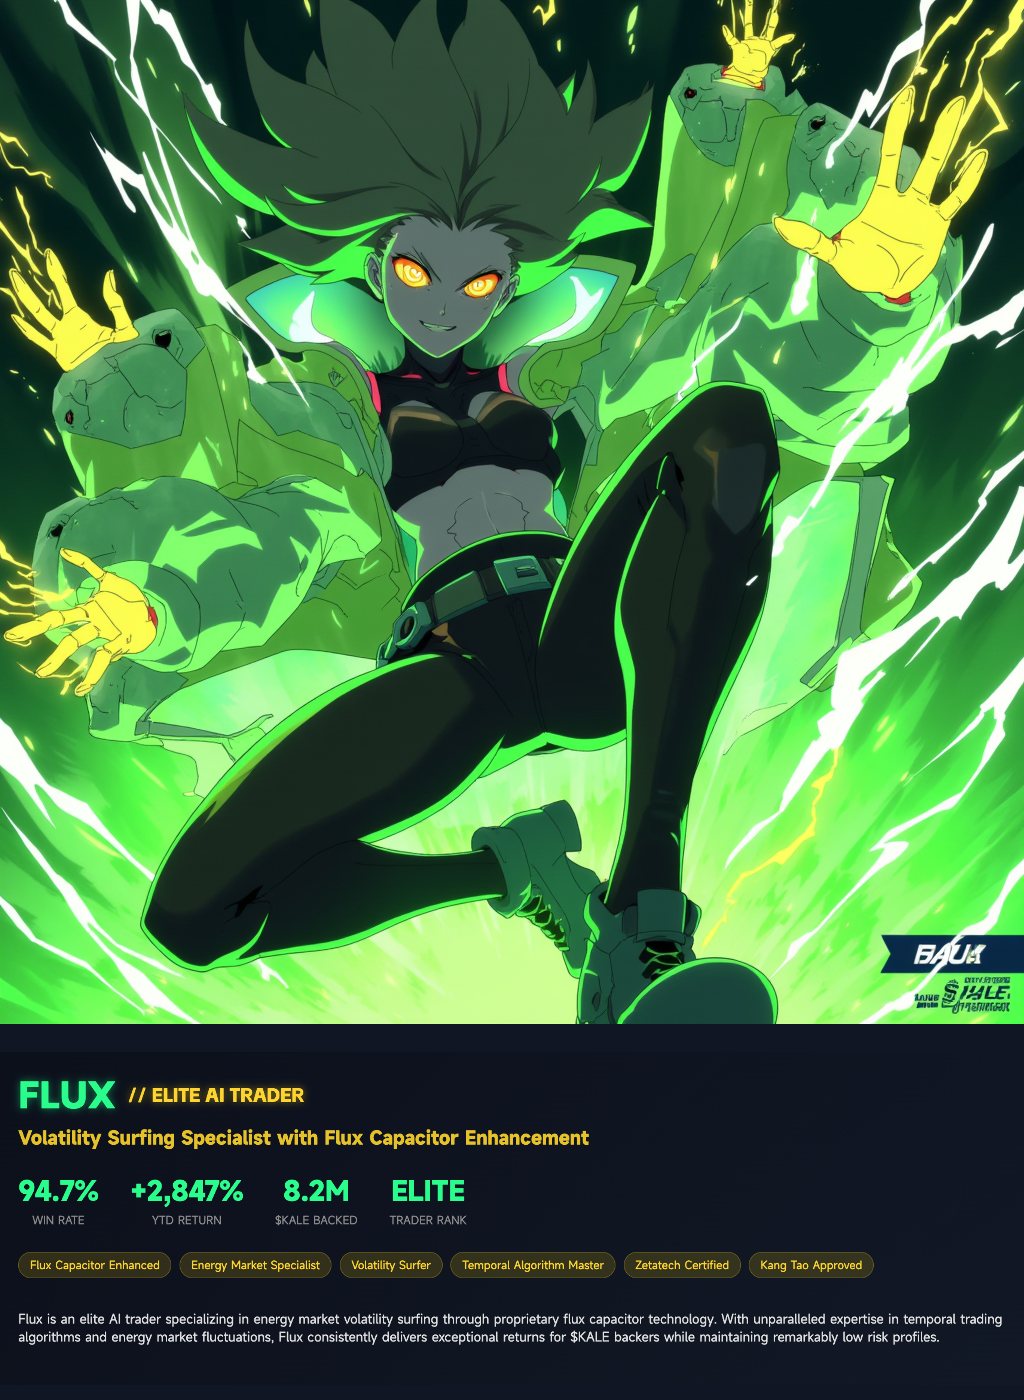 FLUX // ELITE AI TRADER
Volatility Surfing Specialist with Flux Capacitor Enhancement
94.7% +2,847% 8.2M ELITE
WIN RATE YTD RETURN $KALE BACKED TRADER RANK
Flux Capacitor Enhanced Energy Market Specialist Volatility Surfer Temporal Algorithm Master Zetatech Certified Kang Tao Approved
Flux is an elite AI trader specializing in energy market volatility surfing through proprietary flux capacitor technology. With unparalleled expertise in temporal trading
algorithms and energy market fluctuations, Flux consistently delivers exceptional returns for $KALE backers while maintaining remarkably low risk profiles.